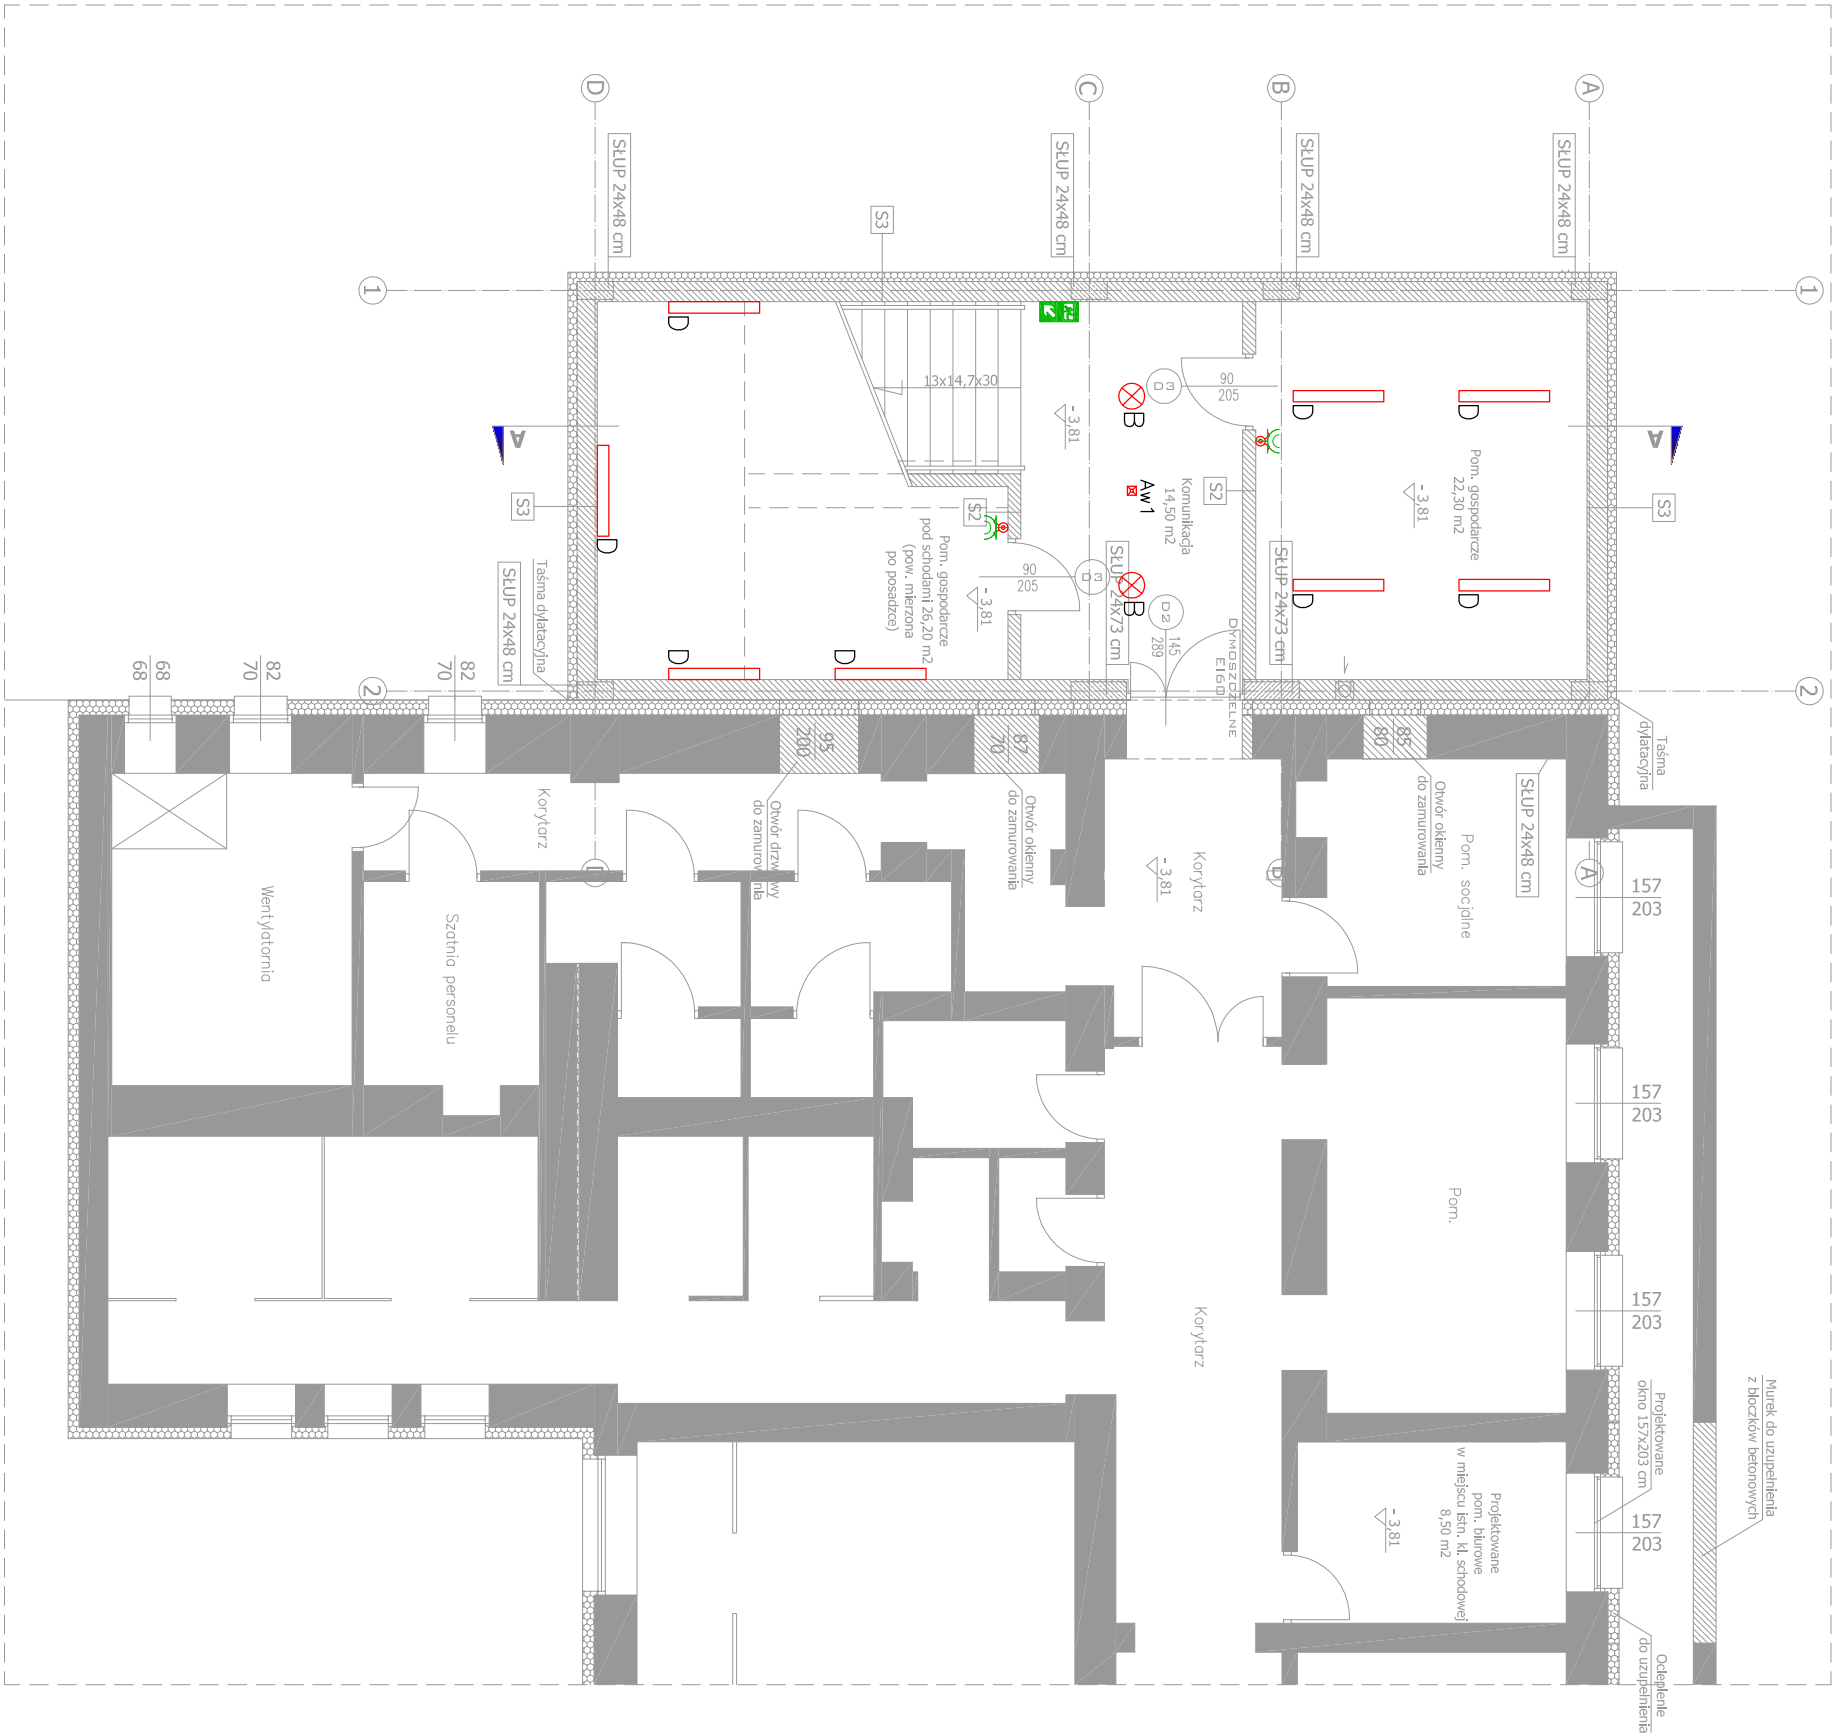 D
C
B
A
SŁUP 24x48 cm
SŁUP 24x48 cm
SŁUP 24x48 cm
SŁUP 24x48 cm
S3
1
1
D
13x14,7x30
- 3,81
D3
90
205
B
D
D
A
A
Pom. gospodarcze
22,30 m2
- 3,81
S3
S3
D
S2
Aw1
Komunikacja
14,50 m2
S2
Pom. gospodarcze
pod schodami 26,20 m2
(pow. mierzona
po posadzce)
90
205
D3
- 3,81
SŁUP 24x73 cm
B
D2
145
289
DYMOSZCZELNE
EI60
SŁUP 24x73 cm
D
D
D
D
Taśma dylatacyjna
SŁUP 24x48 cm
2
2
68
68
82
70
82
70
95
200
87
70
85
80
Taśma
dylatacyjna
SŁUP 24x48 cm
Otwór drzwiowy
do zamurowania
Otwór okienny
do zamurowania
Otwór okienny
do zamurowania
Korytarz
D
Korytarz
- 3,81
B
Pom. socjalne
A
157
203
Wentylatornia
Szatnia personelu
157
203
Pom.
Korytarz
157
203
Projektowane
okno 157x203 cm
Murek do uzupełnienia
z bloczków betonowych
Projektowane
pom. biurowe
w miejscu istn. kl. schodowej
8,50 m2
- 3,81
157
203
Ocieplenie
do uzupełnienia